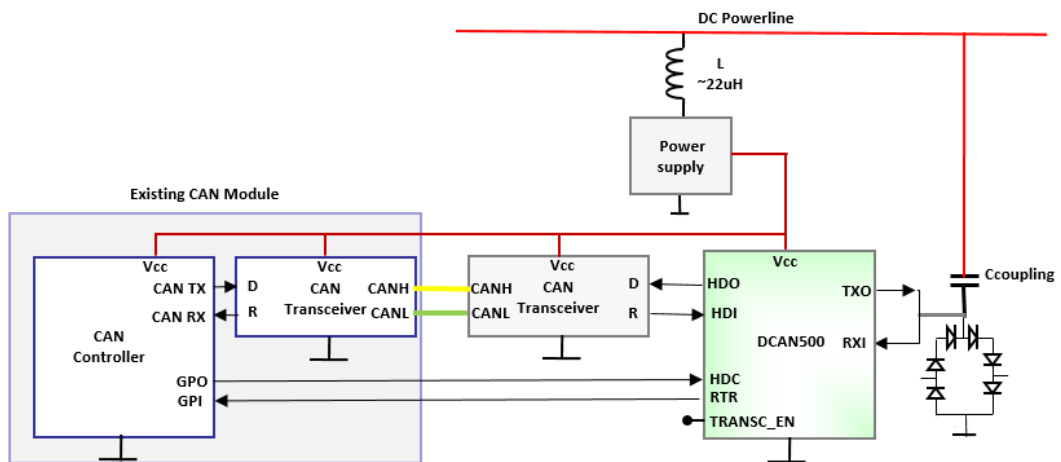 DC Powerline
L
~22uH
Power
supply
Existing CAN Module
Vcc
CAN TX
CAN RX
CAN
Controller
GPO
GPI
Vcc
D
R
CAN
Transceiver
CANH
CANL
Vcc
CANH
CANL
CAN
Transceiver
D
R
Vcc
HDO
HDI
TXO
RXI
DCAN500
HDC
RTR
TRANSC_EN
Ccoupling